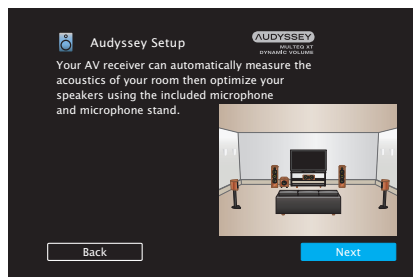 Audyssey Setup
AUDYSSEY
MULTEQ XT
DYNAMIC VOLUME
Your AV receiver can automatically measure the
acoustics of your room then optimize your
speakers using the included microphone
and microphone stand.
Back
Next